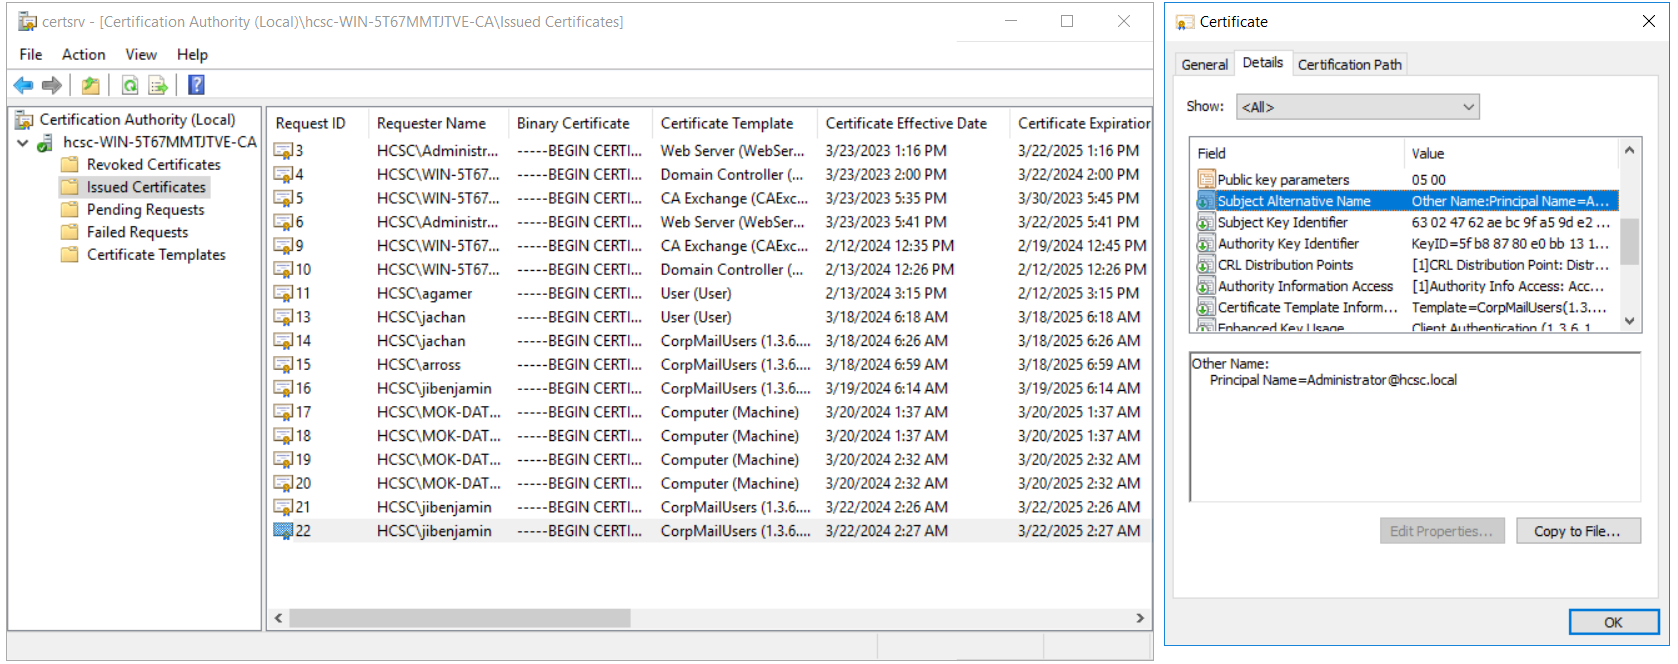 certsrv - [Certification Authority (Local)\hcsc-WIN-5T67MMTJTVE-CA\Issued Certificates]
File Action View Help
Certification Authority (Local)
hcsc-WIN-5T67MMTJTVE-CA
Revoked Certificates
Issued Certificates
Pending Requests
Failed Requests
Certificate Templates
Request ID Requester Name Binary Certificate Certificate Template Certificate Effective Date Certificate Expiration
3 HCSC\Administr... -----BEGIN CERTI... Web Server (WebSer... 3/23/2023 1:16 PM 3/22/2025 1:16 PM
4 HCSC\WIN-5T67... -----BEGIN CERTI... Domain Controller (... 3/23/2023 2:00 PM 3/22/2024 2:00 PM
5 HCSC\WIN-5T67... -----BEGIN CERTI... CA Exchange (CAExc... 3/23/2023 5:35 PM 3/30/2023 5:45 PM
6 HCSC\Administr... -----BEGIN CERTI... Web Server (WebSer... 3/23/2023 5:41 PM 3/22/2025 5:41 PM
9 HCSC\WIN-5T67... -----BEGIN CERTI... CA Exchange (CAExc... 2/12/2024 12:35 PM 2/19/2024 12:45 PM
10 HCSC\WIN-5T67... -----BEGIN CERTI... Domain Controller (... 2/13/2024 12:26 PM 2/12/2025 12:26 PM
11 HCSC\agamer -----BEGIN CERTI... User (User) 2/13/2024 3:15 PM 2/12/2025 3:15 PM
13 HCSC\jachan -----BEGIN CERTI... User (User) 3/18/2024 6:18 AM 3/18/2025 6:18 AM
14 HCSC\jachan -----BEGIN CERTI... CorpMailUsers (1.3.6.... 3/18/2024 6:26 AM 3/18/2025 6:26 AM
15 HCSC\arross -----BEGIN CERTI... CorpMailUsers (1.3.6.... 3/18/2024 6:59 AM 3/18/2025 6:59 AM
16 HCSC\jibenjamin -----BEGIN CERTI... CorpMailUsers (1.3.6.... 3/19/2024 6:14 AM 3/19/2025 6:14 AM
17 HCSC\MOK-DAT... -----BEGIN CERTI... Computer (Machine) 3/20/2024 1:37 AM 3/20/2025 1:37 AM
18 HCSC\MOK-DAT... -----BEGIN CERTI... Computer (Machine) 3/20/2024 1:37 AM 3/20/2025 1:37 AM
19 HCSC\MOK-DAT... -----BEGIN CERTI... Computer (Machine) 3/20/2024 2:32 AM 3/20/2025 2:32 AM
20 HCSC\MOK-DAT... -----BEGIN CERTI... Computer (Machine) 3/20/2024 2:32 AM 3/20/2025 2:32 AM
21 HCSC\jibenjamin -----BEGIN CERTI... CorpMailUsers (1.3.6.... 3/22/2024 2:26 AM 3/22/2025 2:26 AM
22 HCSC\jibenjamin -----BEGIN CERTI... CorpMailUsers (1.3.6.... 3/22/2024 2:27 AM 3/22/2025 2:27 AM
Certificate
General Details Certification Path
Show: <All>
Field Value
Public key parameters 05 00
Subject Alternative Name Other Name:Principal Name=A...
Subject Key Identifier 63 02 47 62 ae bc 9f a5 9d e2 ...
Authority Key Identifier KeyID=5f b8 87 80 e0 bb 13 1...
CRL Distribution Points [1]CRL Distribution Point: Distr...
Authority Information Access [1]Authority Info Access: Acc...
Certificate Template Inform... Template=CorpMailUsers(1.3....
Enhanced Key Usage Client Authentication (1.3.6.1
Other Name:
Principal Name=Administrator@hcsc.local
Edit Properties... Copy to File...
OK